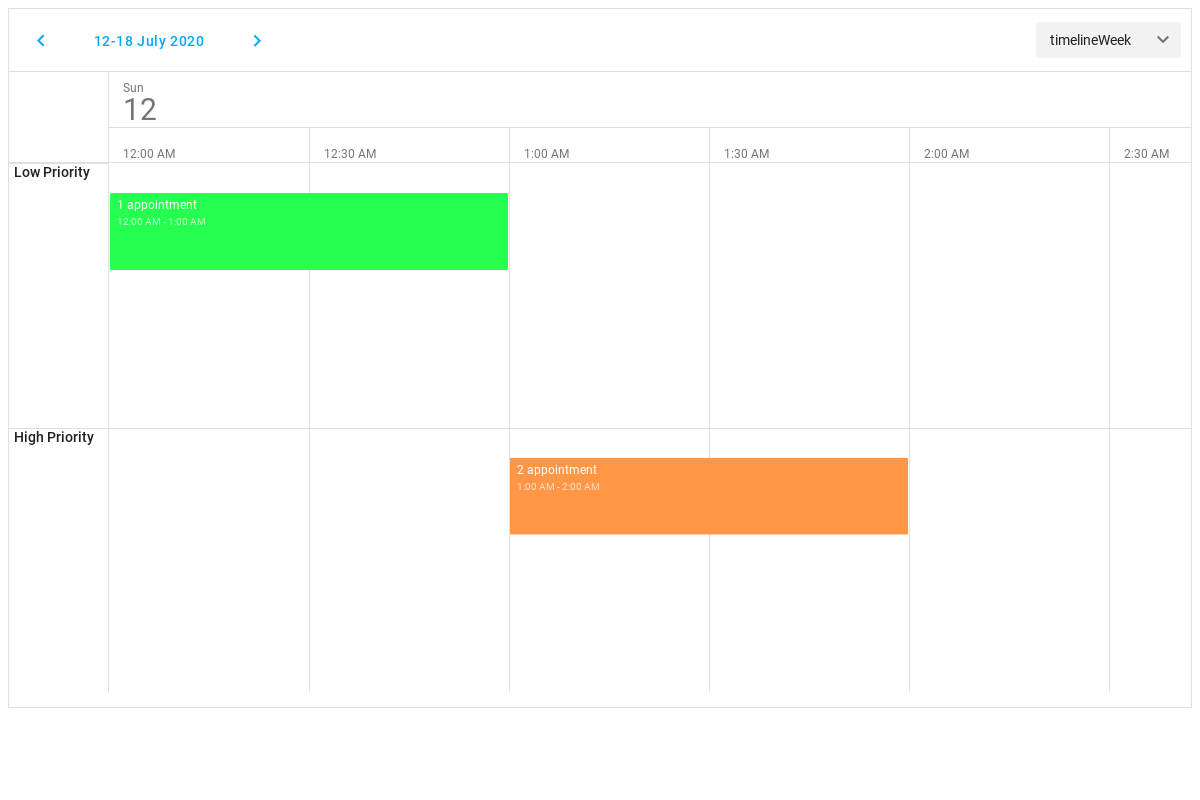 12-18 July 2020
timelineWeek
Sun
12
12:00 AM
12:30 AM
1:00 AM
1:30 AM
2:00 AM
2:30 AM
Low Priority
1 appointment
12:00 AM - 1:00 AM
High Priority
2 appointment
1:00 AM - 2:00 AM